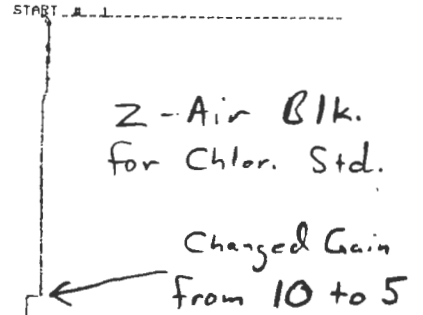 START # 1
Z-Air Blk.
for Chlor. Std.
Changed Gain
from 10 to 5